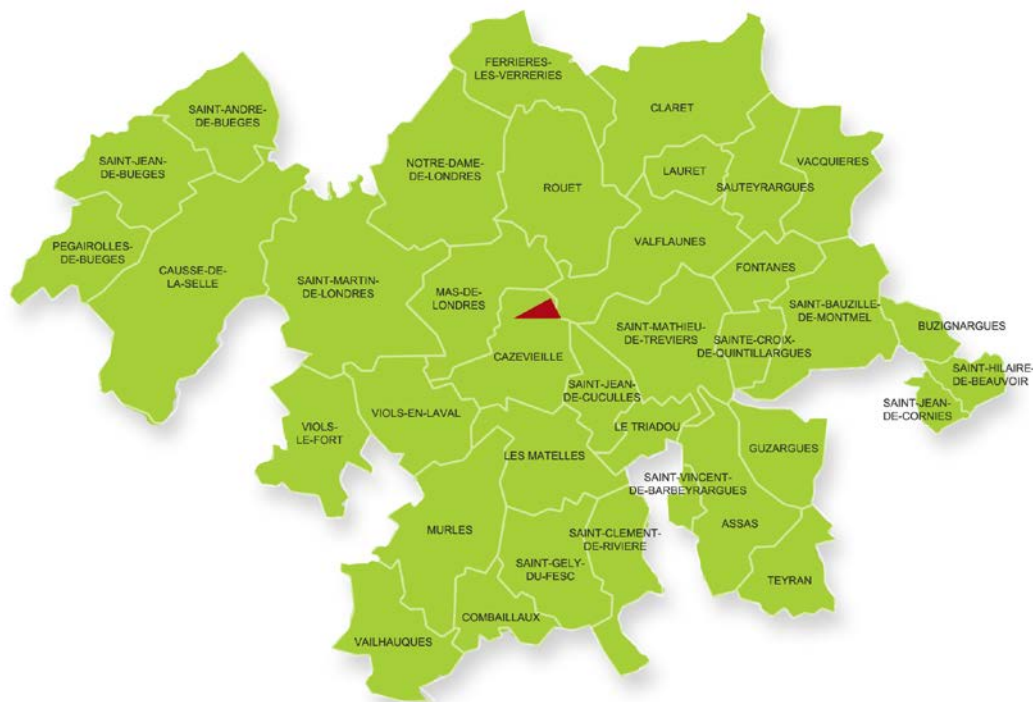 FERRIERES-
LES-VERRERIES
SAINT-ANDRE-
DE-BUEGES
CLARET
SAINT-JEAN-
DE-BUEGES
NOTRE-DAME-
DE-LONDRES
ROUET
LAURET
SAUTEYRARGUES
VACQUIERES
PEGAIROLLES-
DE-BUEGES
CAUSSE-DE-
LA-SELLE
SAINT-MARTIN-
DE-LONDRES
MAS-DE-
LONDRES
VALFLAUNES
FONTANES
SAINT-BAUZILLE-
DE-MONTMEL
SAINT-MATHIEU-
DE-TREVIERS
SAINTE-CROIX-
DE-QUINTILLARGUES
BUZIGNARGUES
CAZEVIEILLE
SAINT-HILAIRE-
DE-BEAUVOIR
SAINT-JEAN-
DE-CUCULLES
SAINT-JEAN-
DE-CORNIES
VIOLS-EN-LAVAL
VIOLS-
LE-FORT
LE TRIADOU
GUZARGUES
LES MATELLES
SAINT-VINCENT-
DE-BARBEYRARGUES
ASSAS
MURLES
SAINT-CLEMENT-
DE-RIVIERE
SAINT-GELY-
DU-FESC
TEYRAN
COMBAILLAUX
VAILHAUQUES